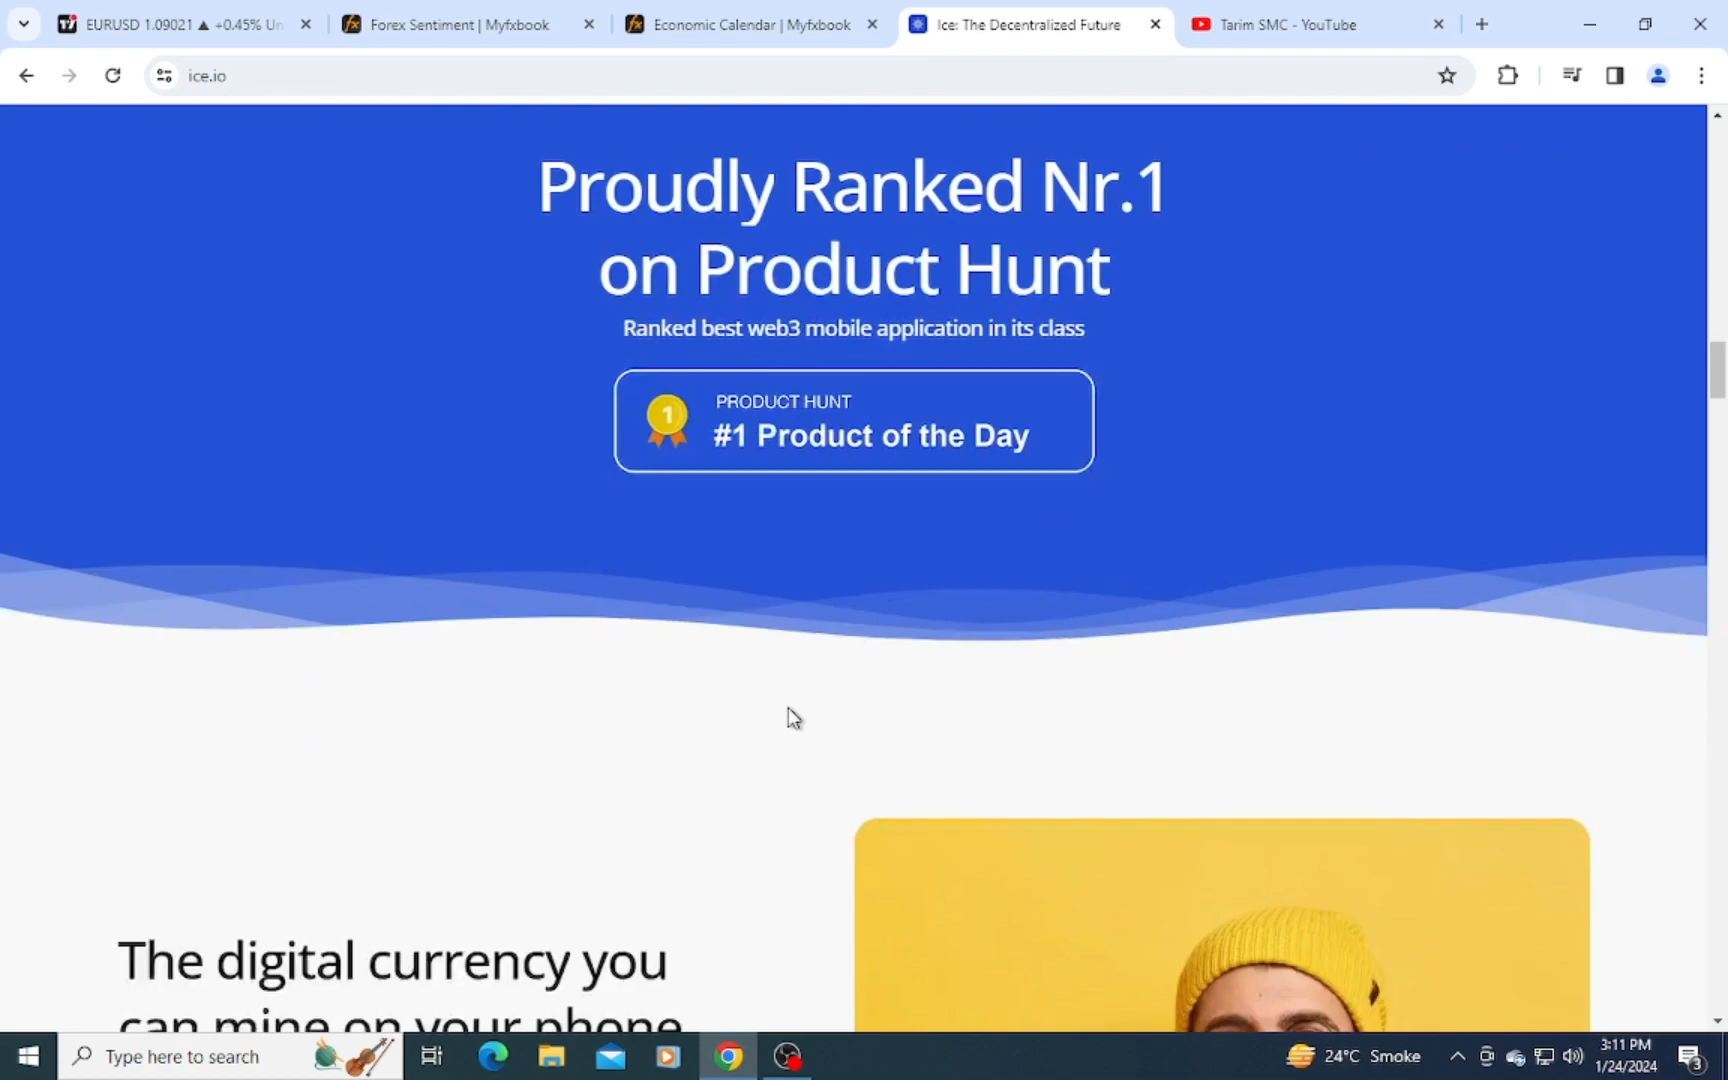 EURUSD 1.09021 ▲ +0.45% Un
Forex Sentiment | Myfxbook
Economic Calendar | Myfxbook
Ice: The Decentralized Future
Tarim SMC - YouTube
ice.io
Proudly Ranked Nr.1
on Product Hunt
Ranked best web3 mobile application in its class
1
PRODUCT HUNT
#1 Product of the Day
The digital currency you
can mine on your phone
Type here to search
24°C Smoke
3:11 PM
1/24/2024
3